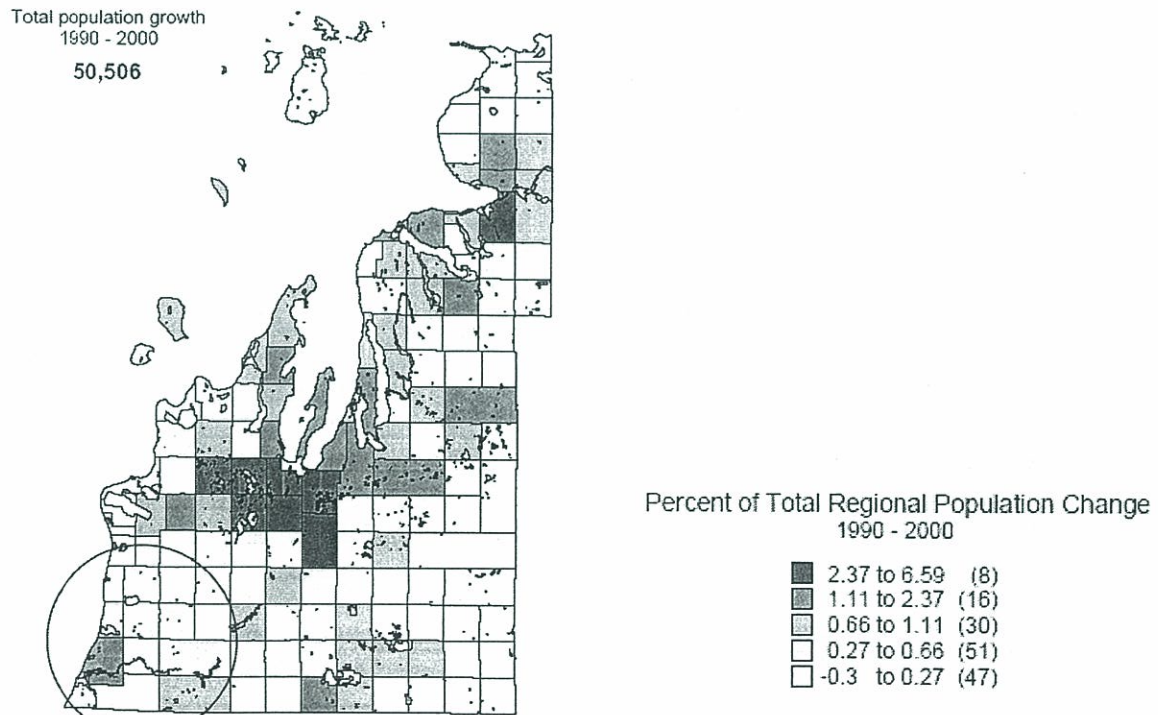 Total population growth
1990 - 2000
50,506
Percent of Total Regional Population Change
1990 - 2000
2.37 to 6.59 (8)
1.11 to 2.37 (16)
0.66 to 1.11 (30)
0.27 to 0.66 (51)
-0.3 to 0.27 (47)